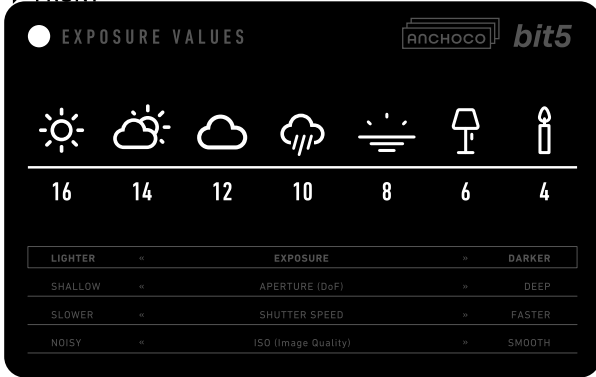 EXPOSURE VALUES
ANCHOCO bit5
16 14 12 10 8 6 4
LIGHTER « EXPOSURE » DARKER
SHALLOW « APERTURE (DoF) » DEEP
SLOWER « SHUTTER SPEED » FASTER
NOISY « ISO (Image Quality) » SMOOTH